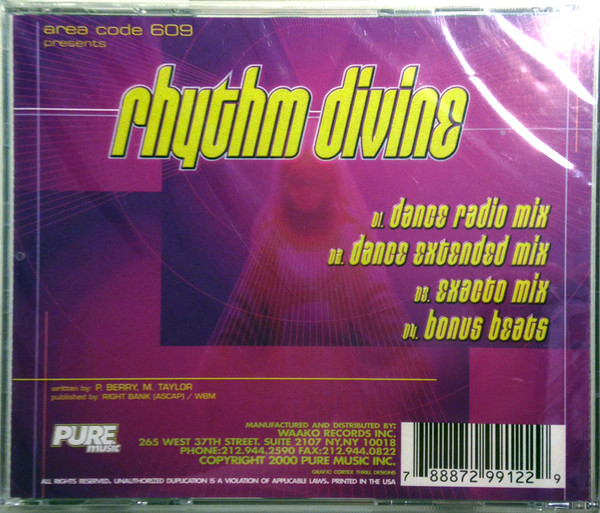 area code 609
presents
rhythm divine
01. dance radio mix
02. dance extended mix
03. exacto mix
04. bonus beats
written by: P. BERRY, M. TAYLOR
published by: RIGHT BANK (ASCAP) / WBM
PURE
music
MANUFACTURED AND DISTRIBUTED BY:
WAAKO RECORDS INC.
265 WEST 37TH STREET. SUITE 2107 NY,NY 10018
PHONE:212.944.2590 FAX:212.944.0822
COPYRIGHT 2000 PURE MUSIC INC.
GRAFIC CORTEX THRILL DESIGNS
7 88872 99122 9
ALL RIGHTS RESERVED. UNAUTHORIZED DUPLICATION IS A VIOLATION OF APPLICABLE LAWS. PRINTED IN THE USA